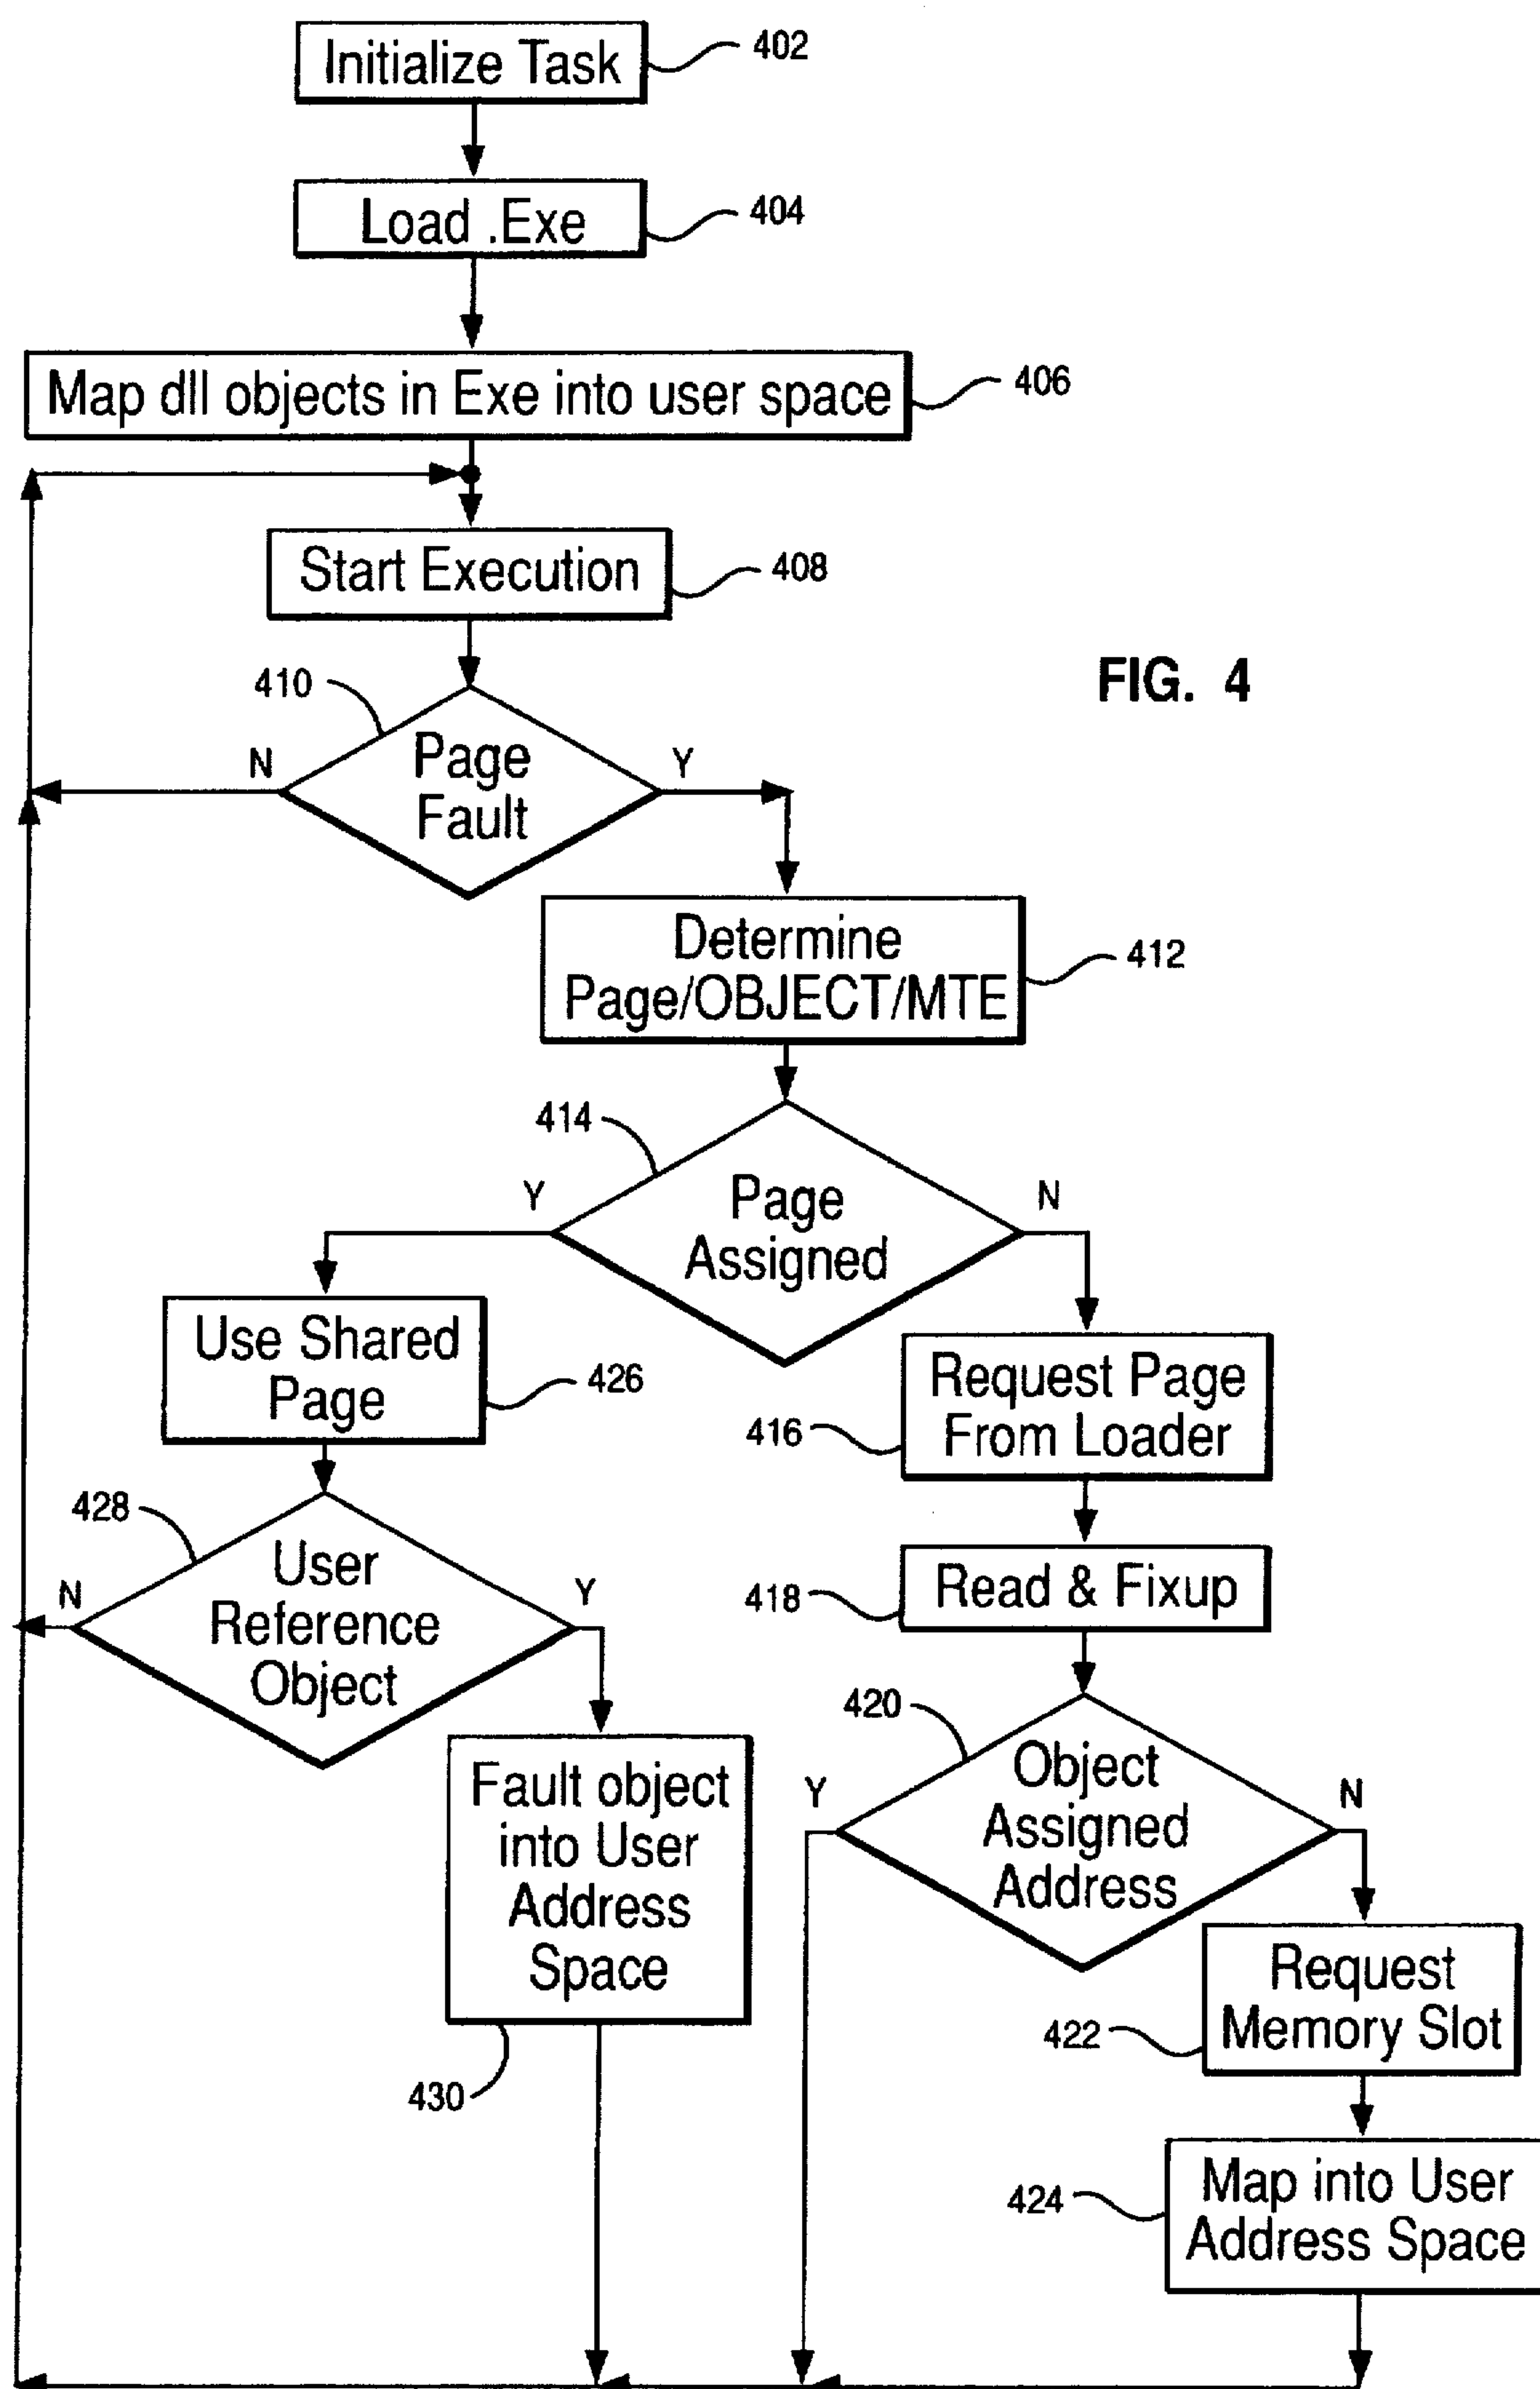 Initialize Task
402
Load .Exe
404
Map dll objects in Exe into user space
406
Start Execution
408
FIG. 4
410
N
Page
Fault
Y
Determine
Page/OBJECT/MTE
412
414
Y
Page
Assigned
N
Use Shared
Page
426
Request Page
From Loader
416
428
N
User
Reference
Object
Y
Read & Fixup
418
420
Y
Object
Assigned
Address
N
Fault object
into User
Address
Space
430
Request
Memory Slot
422
Map into User
Address Space
424